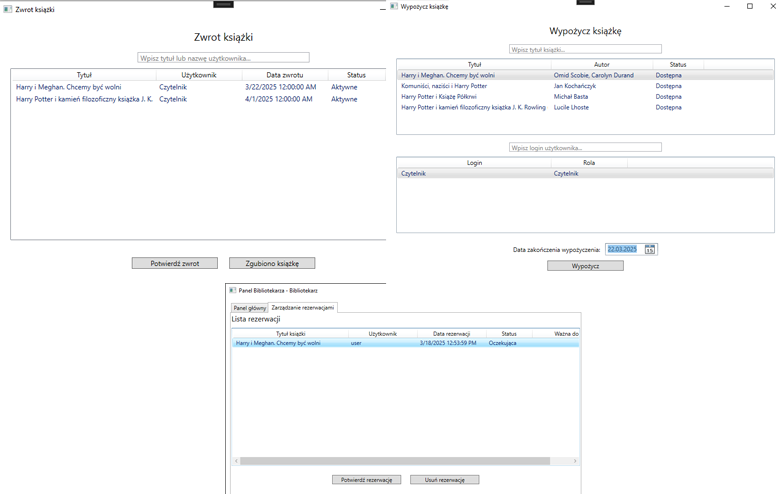 Zwrot książki
Zwrot książki
Wpisz tytuł lub nazwę użytkownika...
Tytuł Użytkownik Data zwrotu Status
Harry i Meghan. Chcemy być wolni Czytelnik 3/22/2025 12:00:00 AM Aktywne
Harry Potter i kamień filozoficzny książka J. K. Czytelnik 4/1/2025 12:00:00 AM Aktywne
Potwierdź zwrot Zgubiono książkę
Wypożycz książkę
Wypożycz książkę
Wpisz tytuł książki...
Tytuł Autor Status
Harry i Meghan. Chcemy być wolni Omid Scobie, Carolyn Durand Dostępna
Komuniści, naziści i Harry Potter Jan Kochańczyk Dostępna
Harry Potter i Książę Półkrwi Michał Basta Dostępna
Harry Potter i kamień filozoficzny książka J. K. Rowling Lucile Lhoste Dostępna
Wpisz login użytkownika...
Login Rola
Czytelnik Czytelnik
Data zakończenia wypożyczenia: 22.03.2025 15
Wypożycz
Panel Bibliotekarza - Bibliotekarz
Panel główny Zarządzanie rezerwacjami
Lista rezerwacji
Tytuł książki Użytkownik Data rezerwacji Status Ważna do
Harry i Meghan. Chcemy być wolni user 3/18/2025 12:53:59 PM Oczekująca
Potwierdź rezerwację Usuń rezerwację